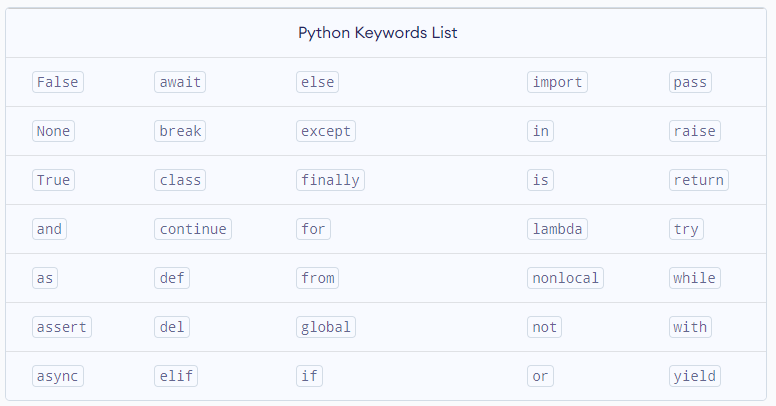 Python Keywords List
False await else import pass
None break except in raise
True class finally is return
and continue for lambda try
as def from nonlocal while
assert del global not with
async elif if or yield